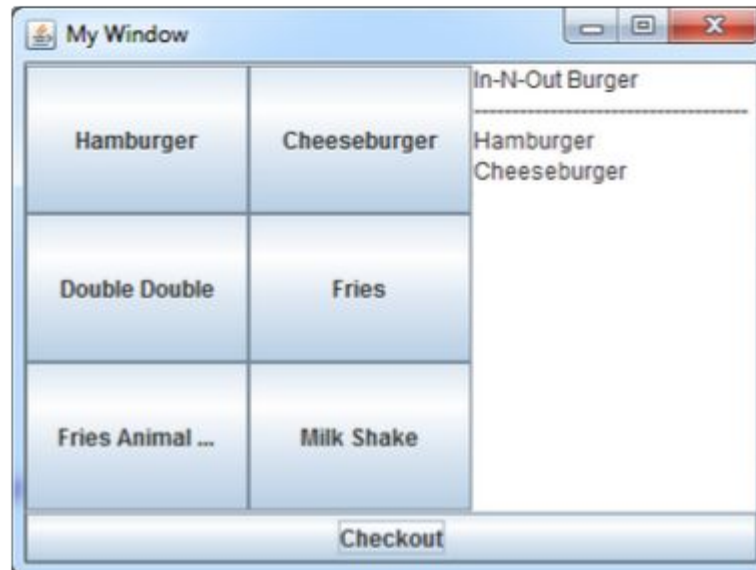 My Window
Hamburger
Cheeseburger
Double Double
Fries
Fries Animal ...
Milk Shake
In-N-Out Burger
------------------------------------
Hamburger
Cheeseburger
Checkout